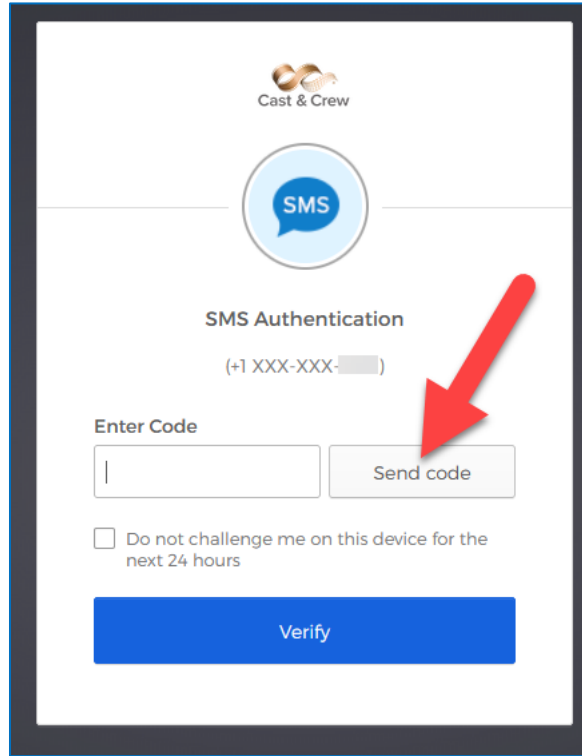 Cast & Crew
SMS
SMS Authentication
(+1 XXX-XXX- )
Enter Code
Send code
Do not challenge me on this device for the
next 24 hours
Verify